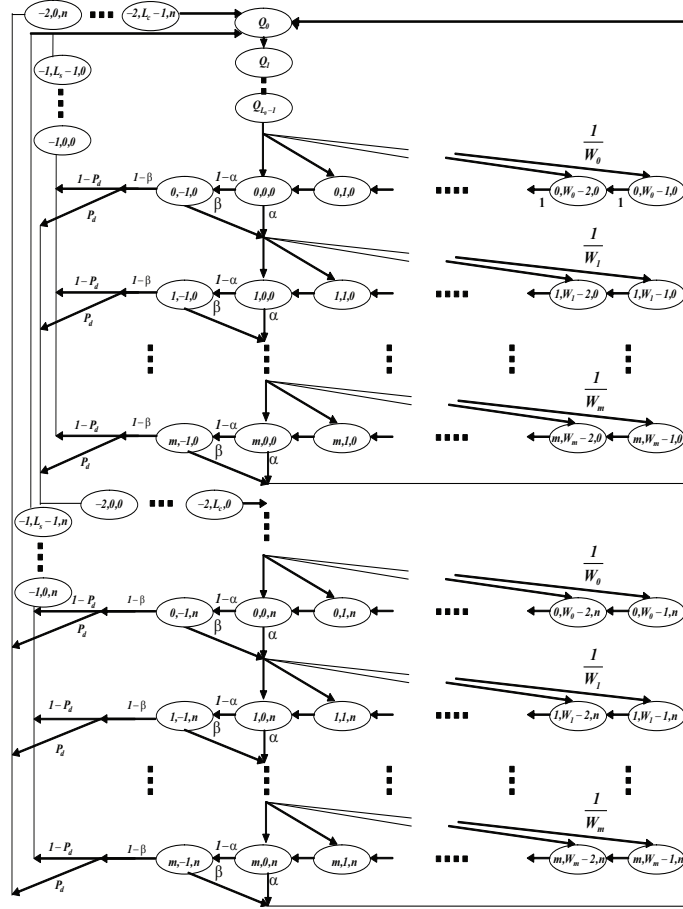 −2,0,n −2,L_c−1,n Q_0
Q_1
−1,L_s−1,0
Q_{L_0−1}
−1,0,0
1/W_0
1−P_d 1−β 0,−1,0 1−α 0,0,0 0,1,0 1 0,W_0−2,0 1 0,W_0−1,0
P_d β α
1/W_1
1−P_d 1−β 1,−1,0 1−α 1,0,0 1,1,0 1,W_1−2,0 1,W_1−1,0
P_d β α
1/W_m
1−P_d 1−β m,−1,0 1−α m,0,0 m,1,0 m,W_m−2,0 m,W_m−1,0
P_d β α
−2,0,0 −2,L_c,0
−1,L_s−1,n
−1,0,n
1/W_0
1−P_d 1−β 0,−1,n 1−α 0,0,n 0,1,n 0,W_0−2,n 0,W_0−1,n
P_d β α
1/W_1
1−P_d 1−β 1,−1,n 1−α 1,0,n 1,1,n 1,W_1−2,n 1,W_1−1,n
P_d β α
1/W_m
1−P_d 1−β m,−1,n 1−α m,0,n m,1,n m,W_m−2,n m,W_m−1,n
P_d β α